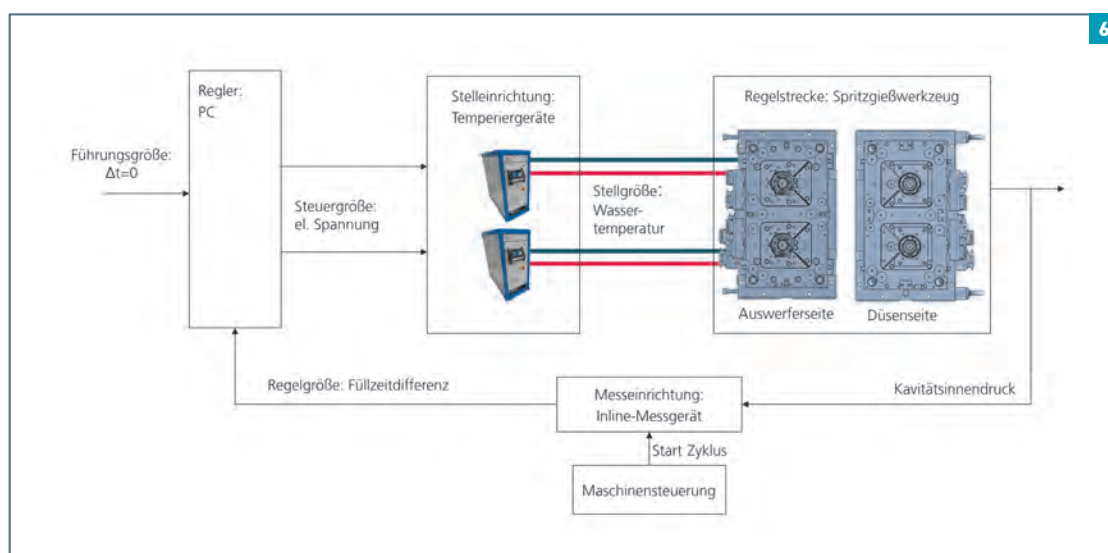 6
Regler:
PC
Stelleinrichtung:
Temperiergeräte
Regelstrecke: Spritzgießwerkzeug
Führungsgröße:
Δt=0
Steuergröße:
el. Spannung
Stellgröße:
Wasser-
temperatur
Auswerferseite
Düsenseite
Regelgröße: Füllzeitdifferenz
Messeinrichtung:
Inline-Messgerät
Kavitätsinnendruck
Start Zyklus
Maschinensteuerung